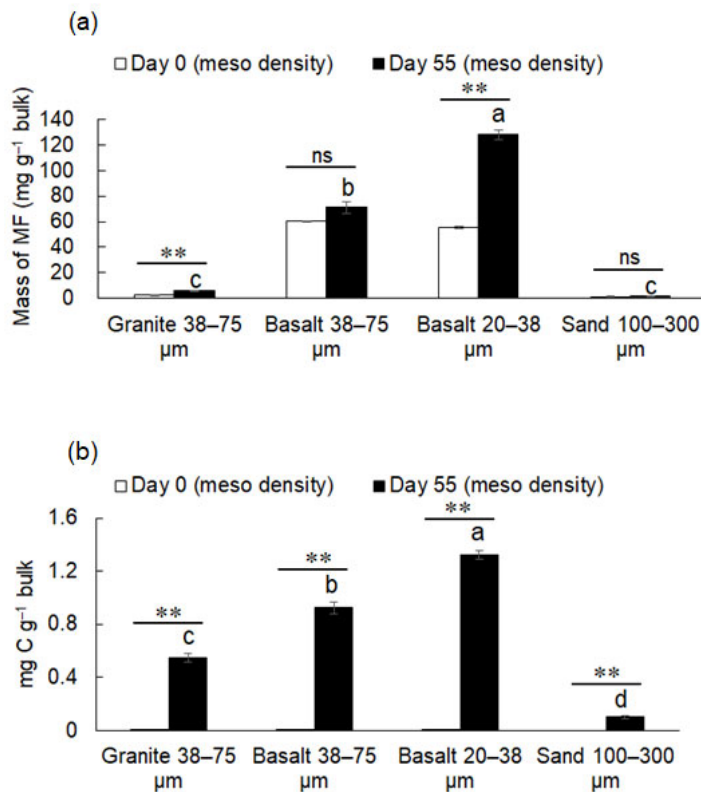 (a)
□ Day 0 (meso density) ■ Day 55 (meso density)
Mass of MF (mg g⁻¹ bulk)
140
120
100
80
60
40
20
0
** c
ns b
** a
ns c
Granite 38–75 µm
Basalt 38–75 µm
Basalt 20–38 µm
Sand 100–300 µm
(b)
□ Day 0 (meso density) ■ Day 55 (meso density)
mg C g⁻¹ bulk
1.6
1.2
0.8
0.4
0
** c
** b
** a
** d
Granite 38–75 µm
Basalt 38–75 µm
Basalt 20–38 µm
Sand 100–300 µm